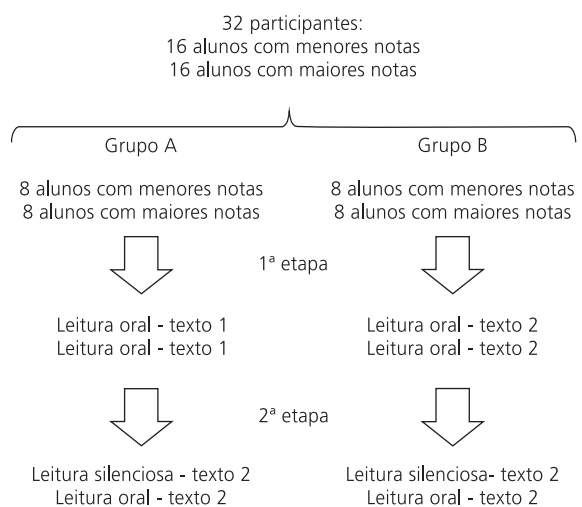 32 participantes:
16 alunos com menores notas
16 alunos com maiores notas
Grupo A
Grupo B
8 alunos com menores notas
8 alunos com maiores notas
8 alunos com menores notas
8 alunos com maiores notas
1ª etapa
Leitura oral - texto 1
Leitura oral - texto 1
Leitura oral - texto 2
Leitura oral - texto 2
2ª etapa
Leitura silenciosa - texto 2
Leitura oral - texto 2
Leitura silenciosa- texto 2
Leitura oral - texto 2